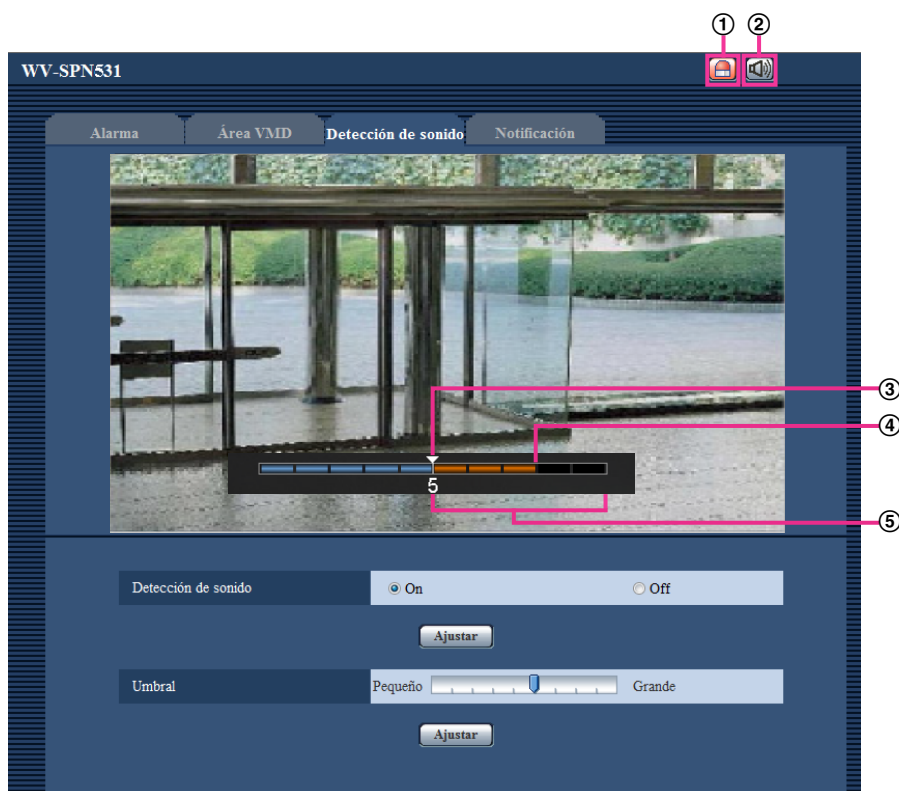 ① ②
WV-SPN531
Alarma Área VMD Detección de sonido Notificación
③
④
5
⑤
Detección de sonido On Off
Ajustar
Umbral Pequeño Grande
Ajustar